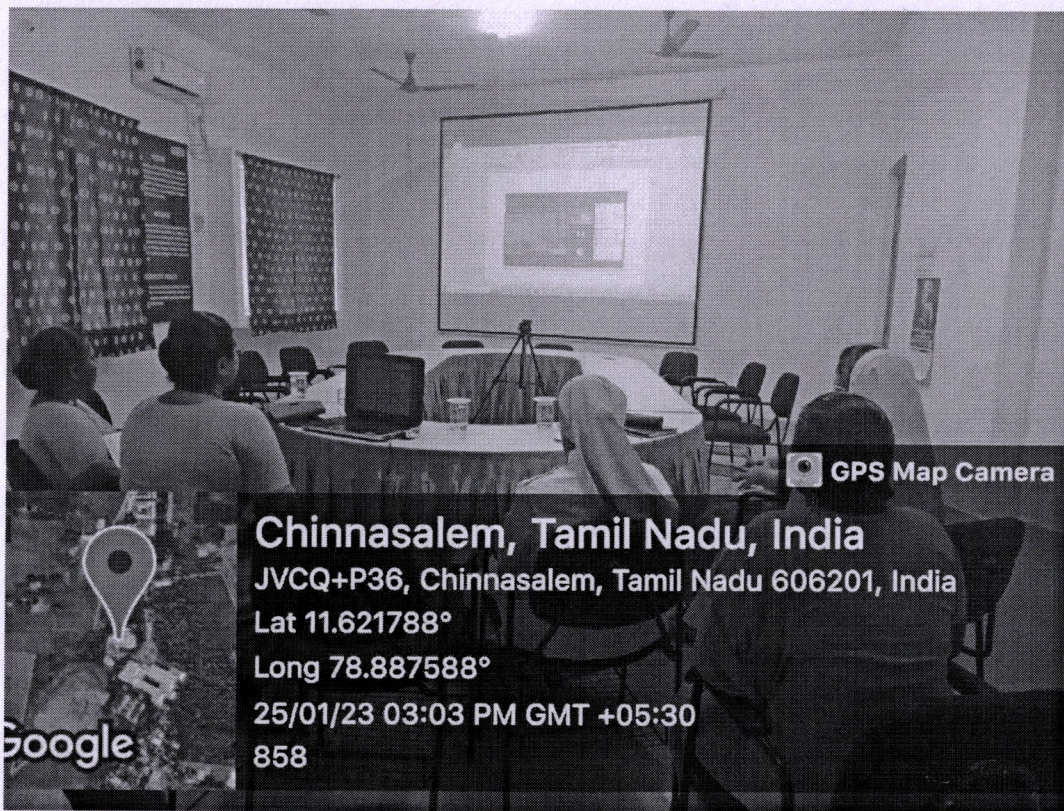 GPS Map Camera
Chinnasalem, Tamil Nadu, India
JVCQ+P36, Chinnasalem, Tamil Nadu 606201, India
Lat 11.621788°
Long 78.887588°
25/01/23 03:03 PM GMT +05:30
858
Google